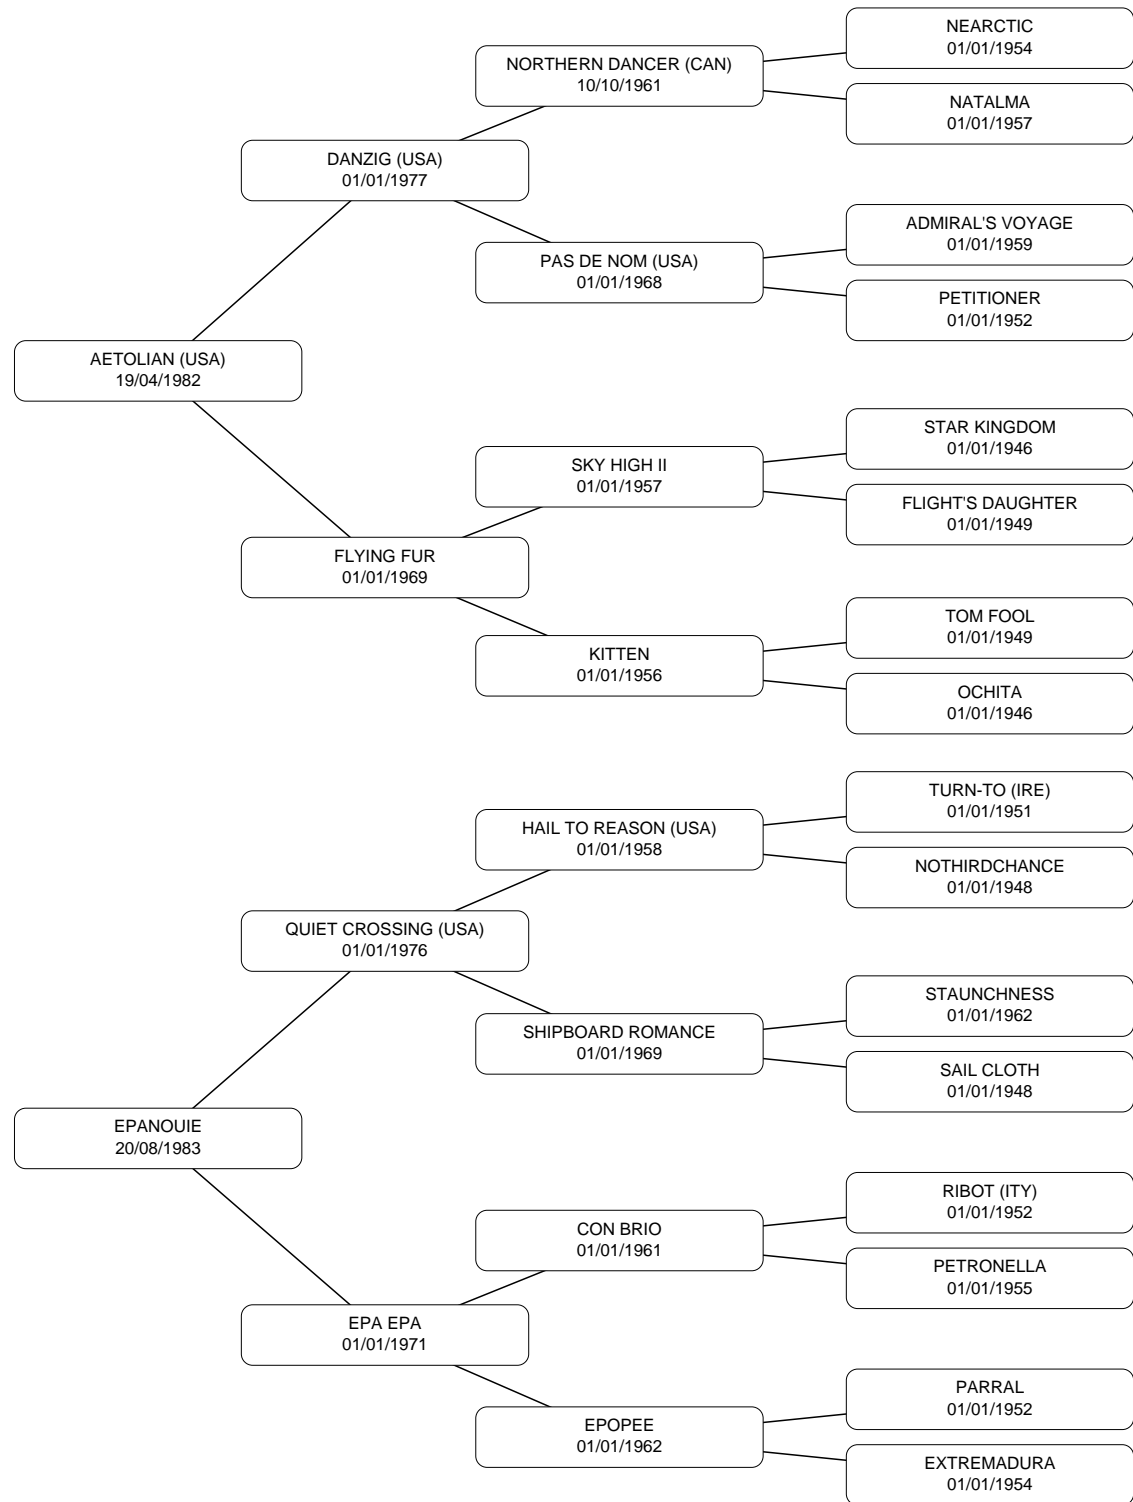 NEARCTIC
01/01/1954
NORTHERN DANCER (CAN)
10/10/1961
NATALMA
01/01/1957
DANZIG (USA)
01/01/1977
ADMIRAL'S VOYAGE
01/01/1959
PAS DE NOM (USA)
01/01/1968
PETITIONER
01/01/1952
AETOLIAN (USA)
19/04/1982
STAR KINGDOM
01/01/1946
SKY HIGH II
01/01/1957
FLIGHT'S DAUGHTER
01/01/1949
FLYING FUR
01/01/1969
TOM FOOL
01/01/1949
KITTEN
01/01/1956
OCHITA
01/01/1946
TURN-TO (IRE)
01/01/1951
HAIL TO REASON (USA)
01/01/1958
NOTHIRDCHANCE
01/01/1948
QUIET CROSSING (USA)
01/01/1976
STAUNCHNESS
01/01/1962
SHIPBOARD ROMANCE
01/01/1969
SAIL CLOTH
01/01/1948
EPANOUIE
20/08/1983
RIBOT (ITY)
01/01/1952
CON BRIO
01/01/1961
PETRONELLA
01/01/1955
EPA EPA
01/01/1971
PARRAL
01/01/1952
EPOPEE
01/01/1962
EXTREMADURA
01/01/1954